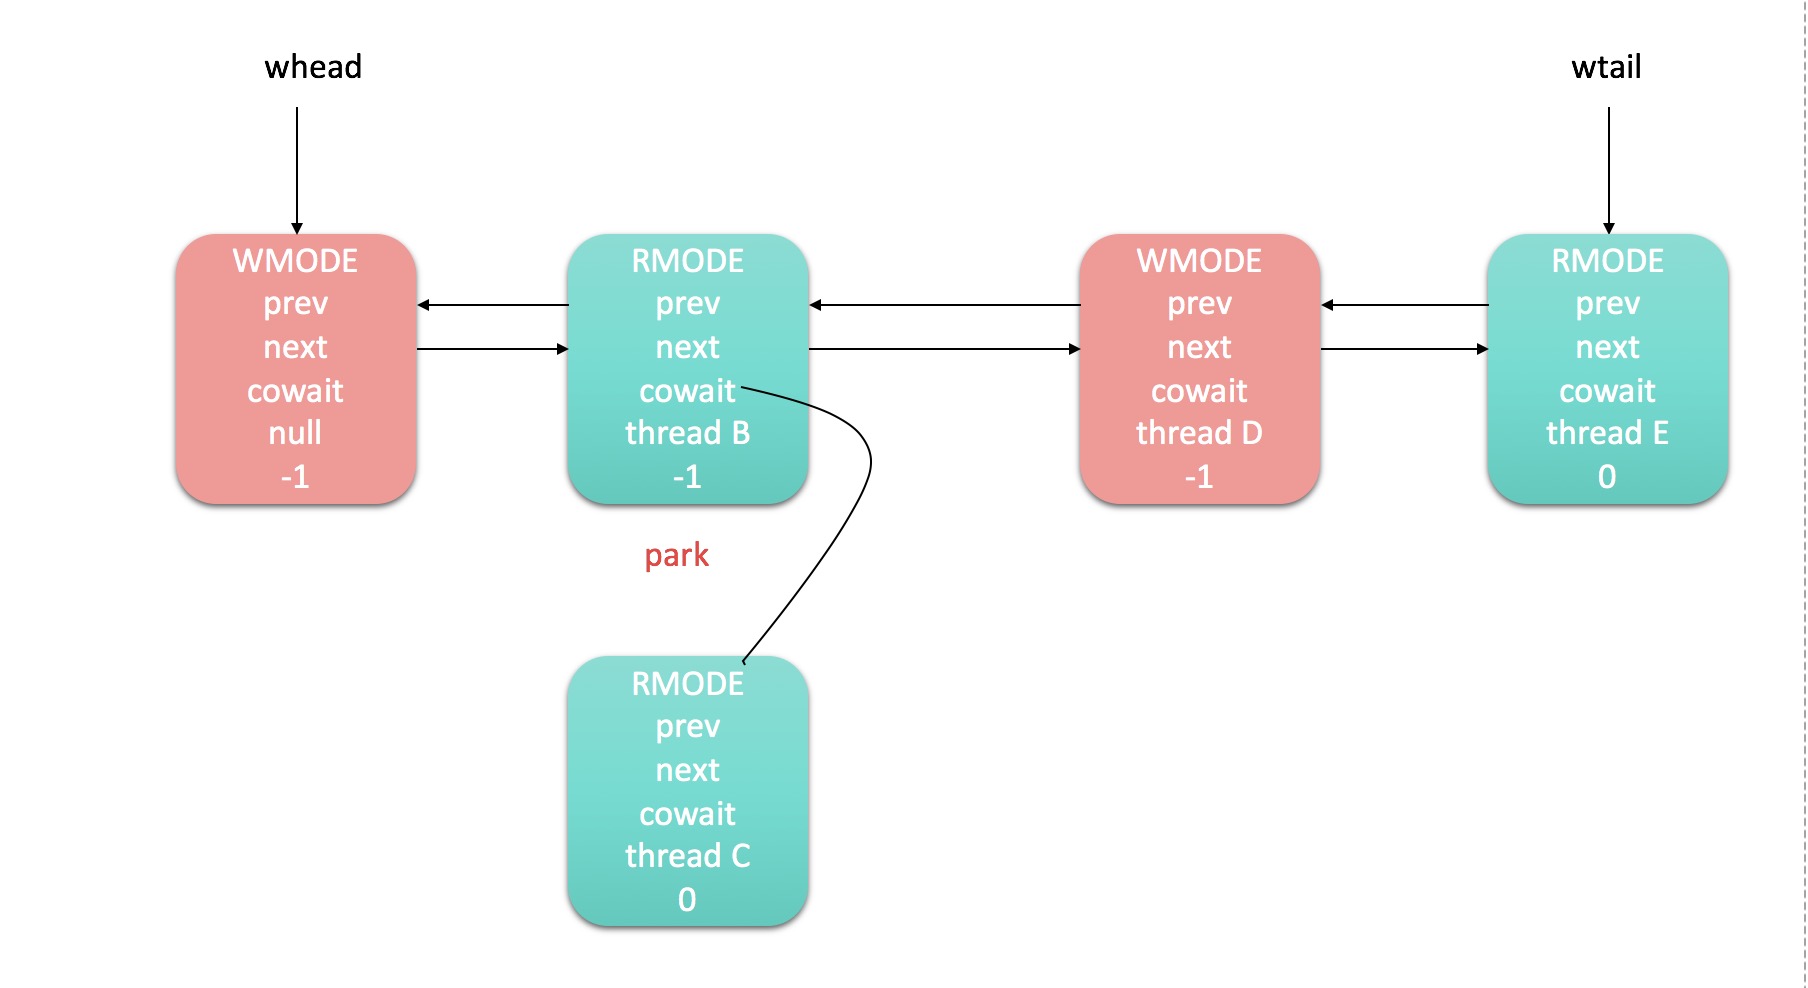 whead
wtail
WMODE
prev
next
cowait
null
-1
RMODE
prev
next
cowait
thread B
-1
WMODE
prev
next
cowait
thread D
-1
RMODE
prev
next
cowait
thread E
0
park
RMODE
prev
next
cowait
thread C
0